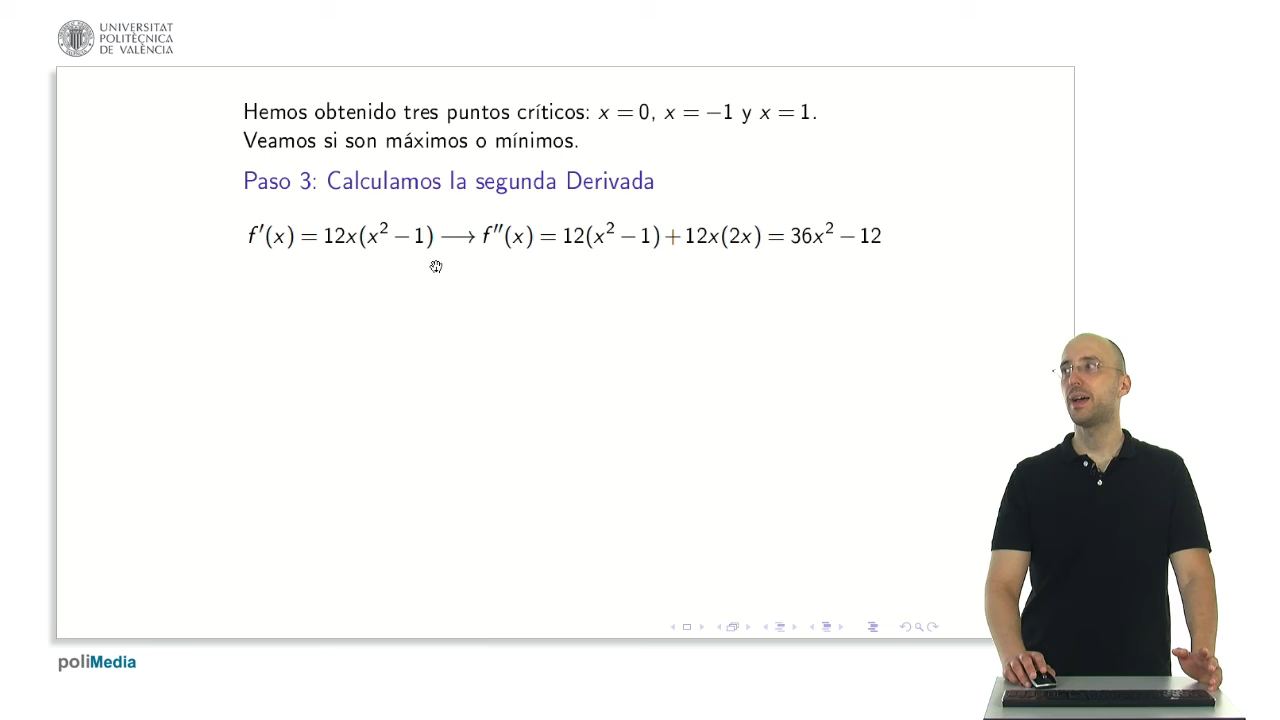 UNIVERSITAT
POLITÈCNICA
DE VALÈNCIA
Hemos obtenido tres puntos críticos: x = 0, x = −1 y x = 1.
Veamos si son máximos o mínimos.
Paso 3: Calculamos la segunda Derivada
f′(x) = 12x(x² − 1) ⟶ f″(x) = 12(x² − 1) + 12x(2x) = 36x² − 12
poliMedia